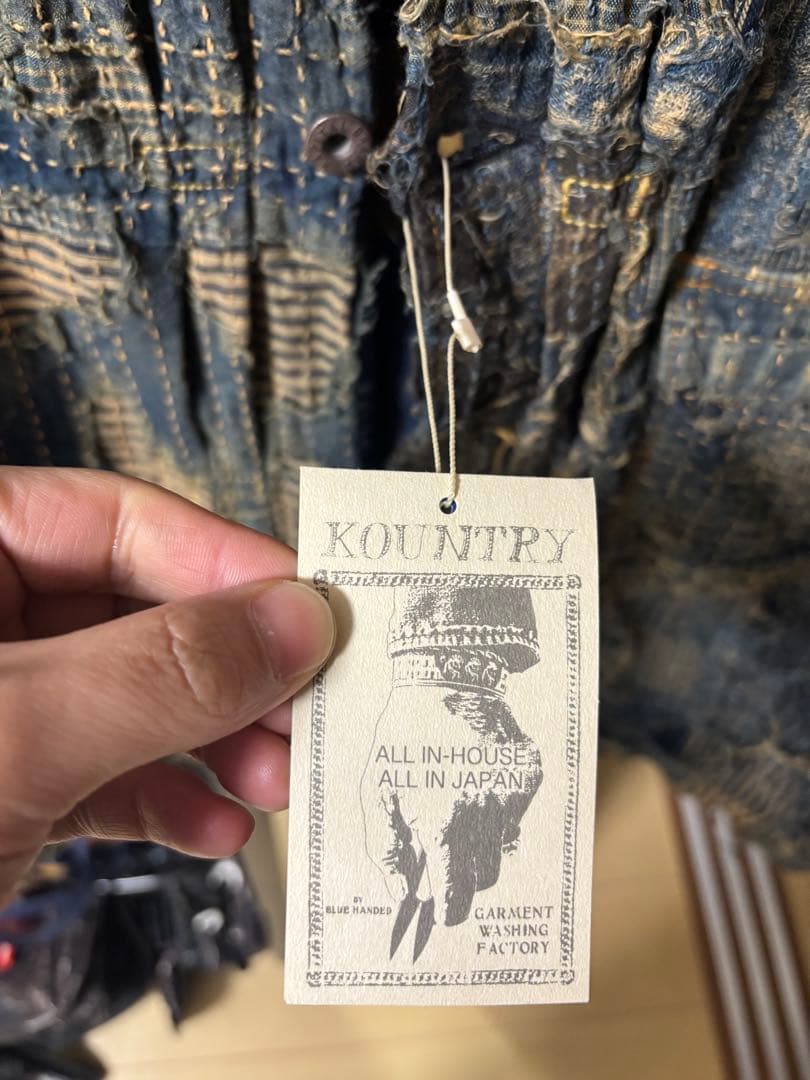 KOUNTRY
ALL IN-HOUSE
ALL IN JAPAN
BY
BLUE HANDED
GARMENT
WASHING
FACTORY